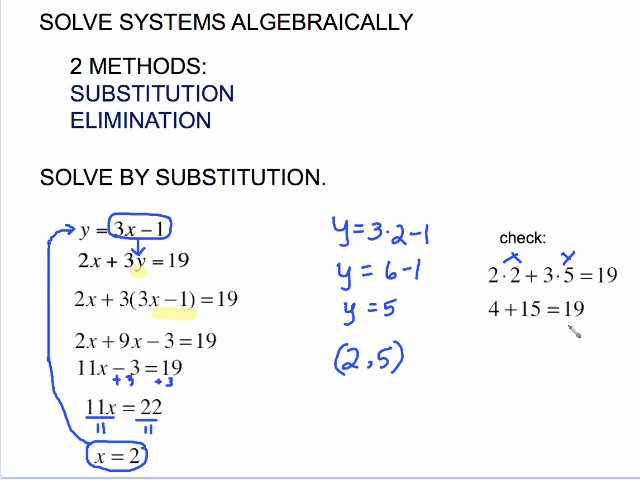 SOLVE SYSTEMS ALGEBRAICALLY
2 METHODS:
SUBSTITUTION
ELIMINATION
SOLVE BY SUBSTITUTION.
y = 3x − 1
2x + 3y = 19
2x + 3(3x − 1) = 19
2x + 9x − 3 = 19
11x − 3 = 19
+3 +3
11x = 22
11 11
x = 2
y = 3·2 − 1
y = 6 − 1
y = 5
(2, 5)
check:
2 · 2 + 3 · 5 = 19
4 + 15 = 19